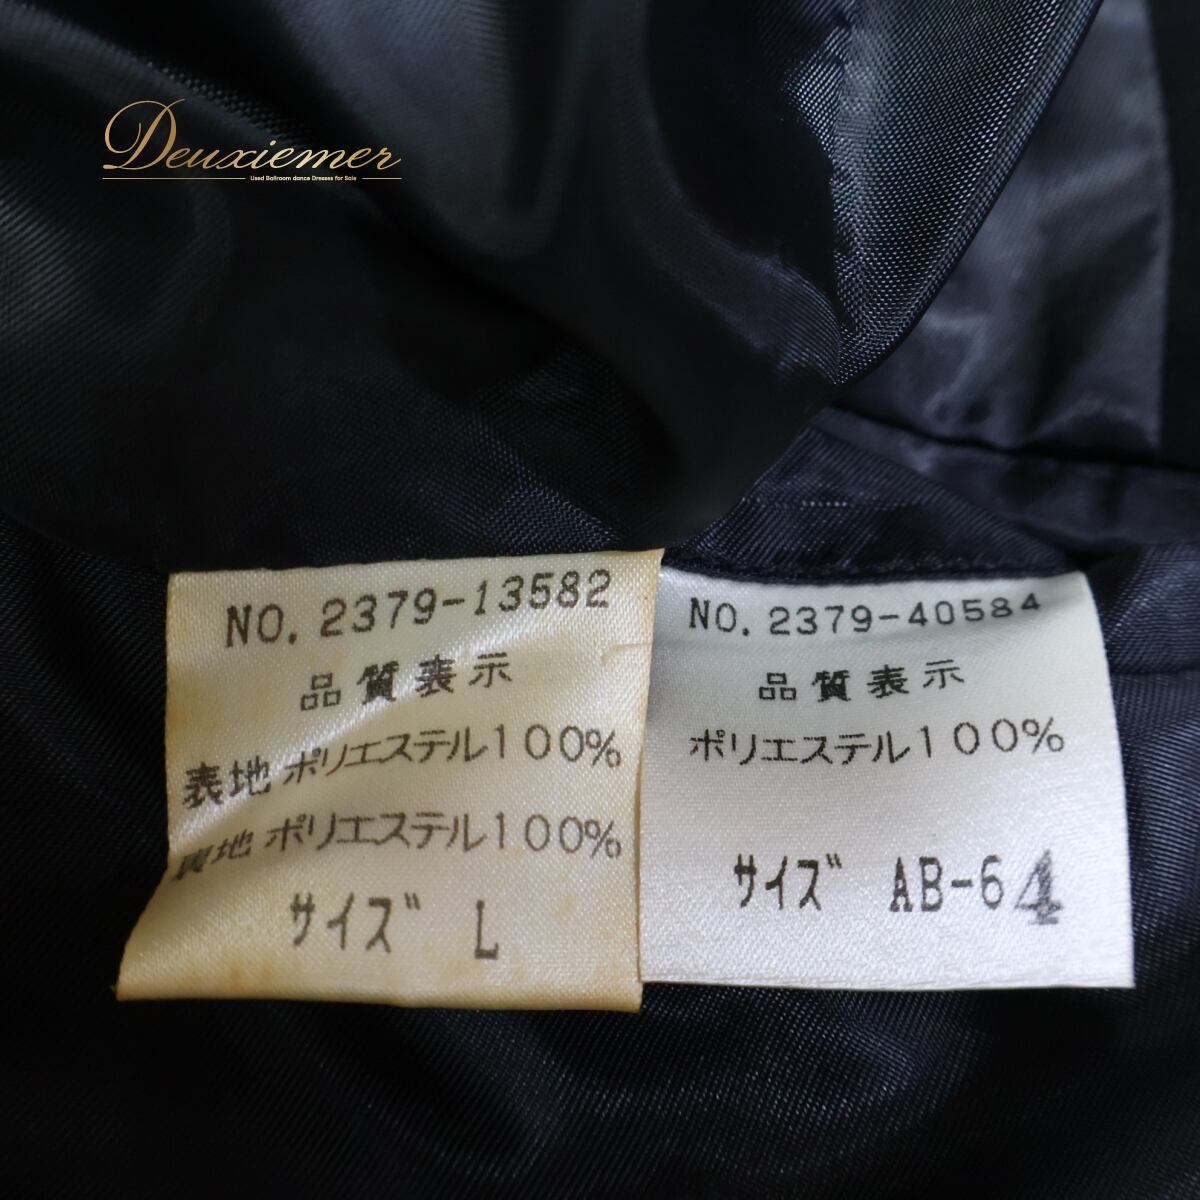 Deuxiemer
Used Ballroom dance Dresses for Sale
NO. 2379-13582
品質表示
表地 ポリエステル100%
裏地 ポリエステル100%
サイズ L
NO. 2379-40584
品質表示
ポリエステル100%
サイズ AB-64